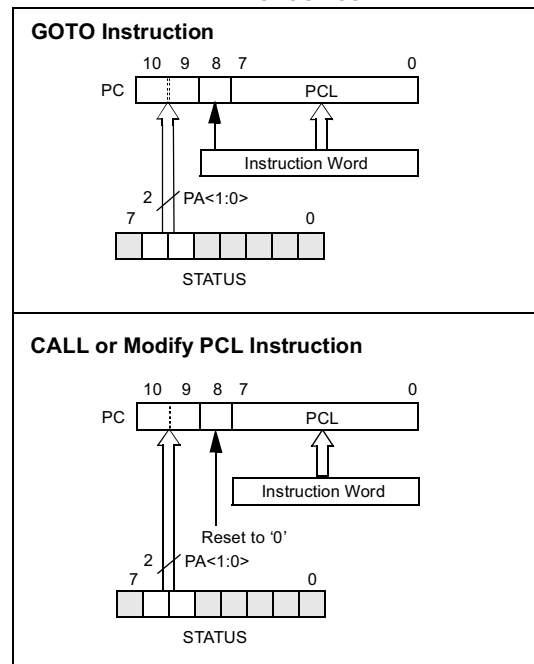 GOTO Instruction
10 9 8 7 0
PC PCL
Instruction Word
2 PA<1:0>
7 0
STATUS
CALL or Modify PCL Instruction
10 9 8 7 0
PC PCL
Instruction Word
Reset to ‘0’
2 PA<1:0>
7 0
STATUS